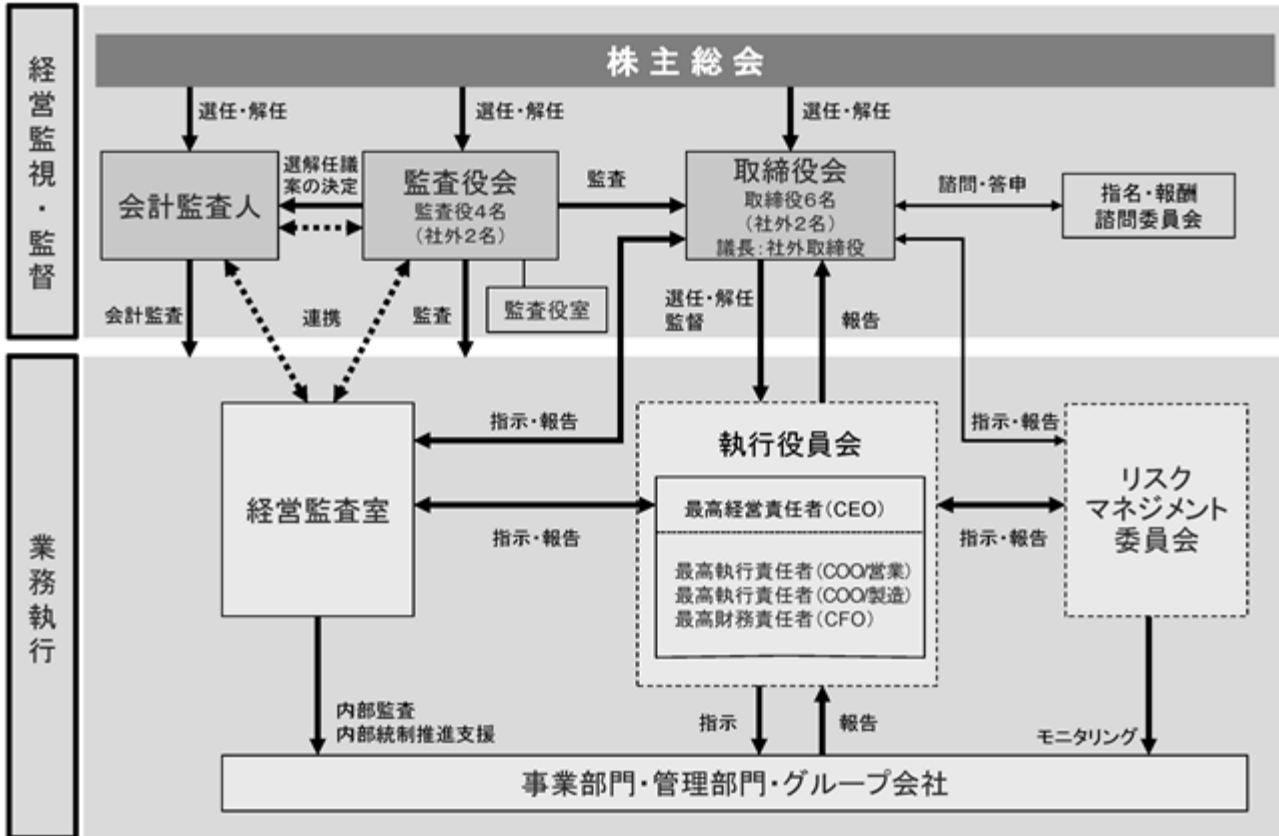 経営監視・監督
株主総会
選任・解任
選任・解任
選任・解任
会計監査人
選解任議
案の決定
監査役会
監査役4名
(社外2名)
監査
取締役会
取締役6名
(社外2名)
議長:社外取締役
諮問・答申
指名・報酬
諮問委員会
会計監査
連携
監査
監査役室
選任・解任
監督
報告
業務執行
経営監査室
指示・報告
指示・報告
執行役員会
最高経営責任者(CEO)
最高執行責任者(COO/営業)
最高執行責任者(COO/製造)
最高財務責任者(CFO)
指示・報告
指示・報告
リスク
マネジメント
委員会
内部監査
内部統制推進支援
指示
報告
モニタリング
事業部門・管理部門・グループ会社